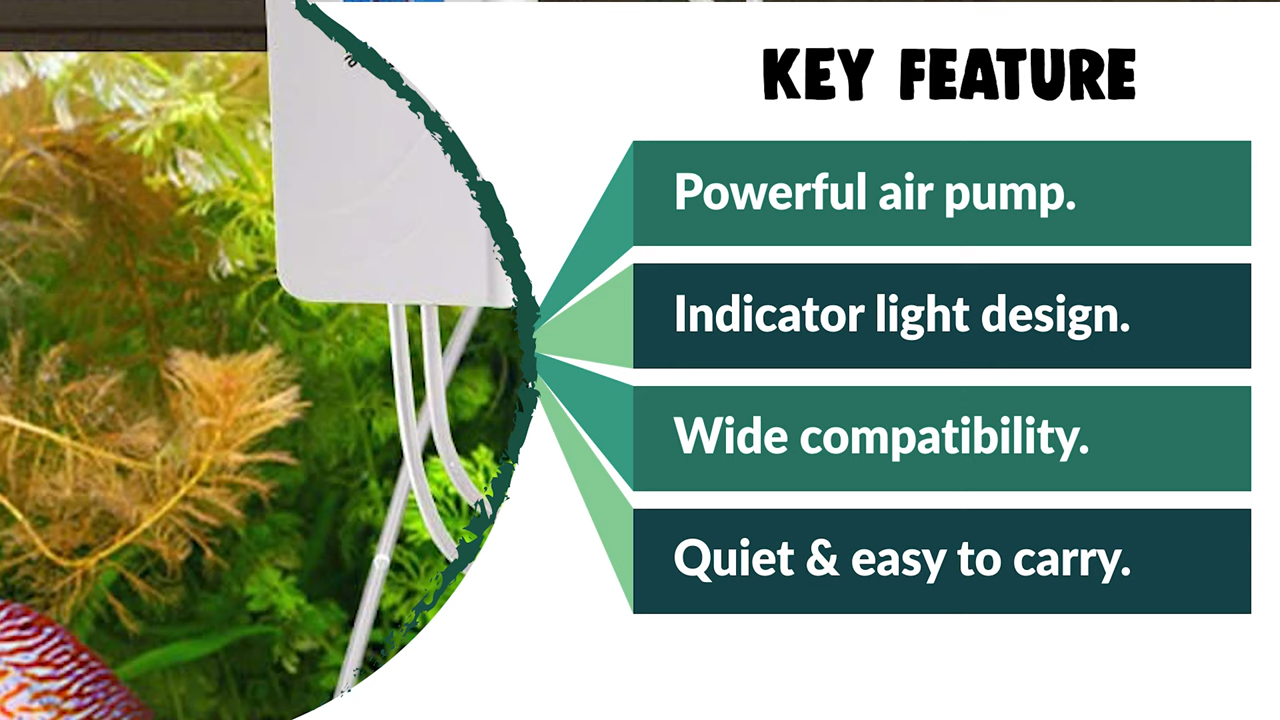 KEY FEATURE
Powerful air pump.
Indicator light design.
Wide compatibility.
Quiet & easy to carry.